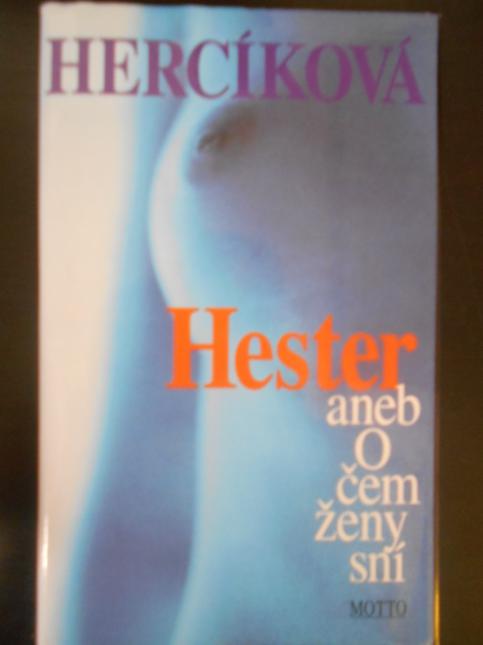 HERCÍKOVÁ
Hester
aneb
O
čem
ženy
sní
MOTTO